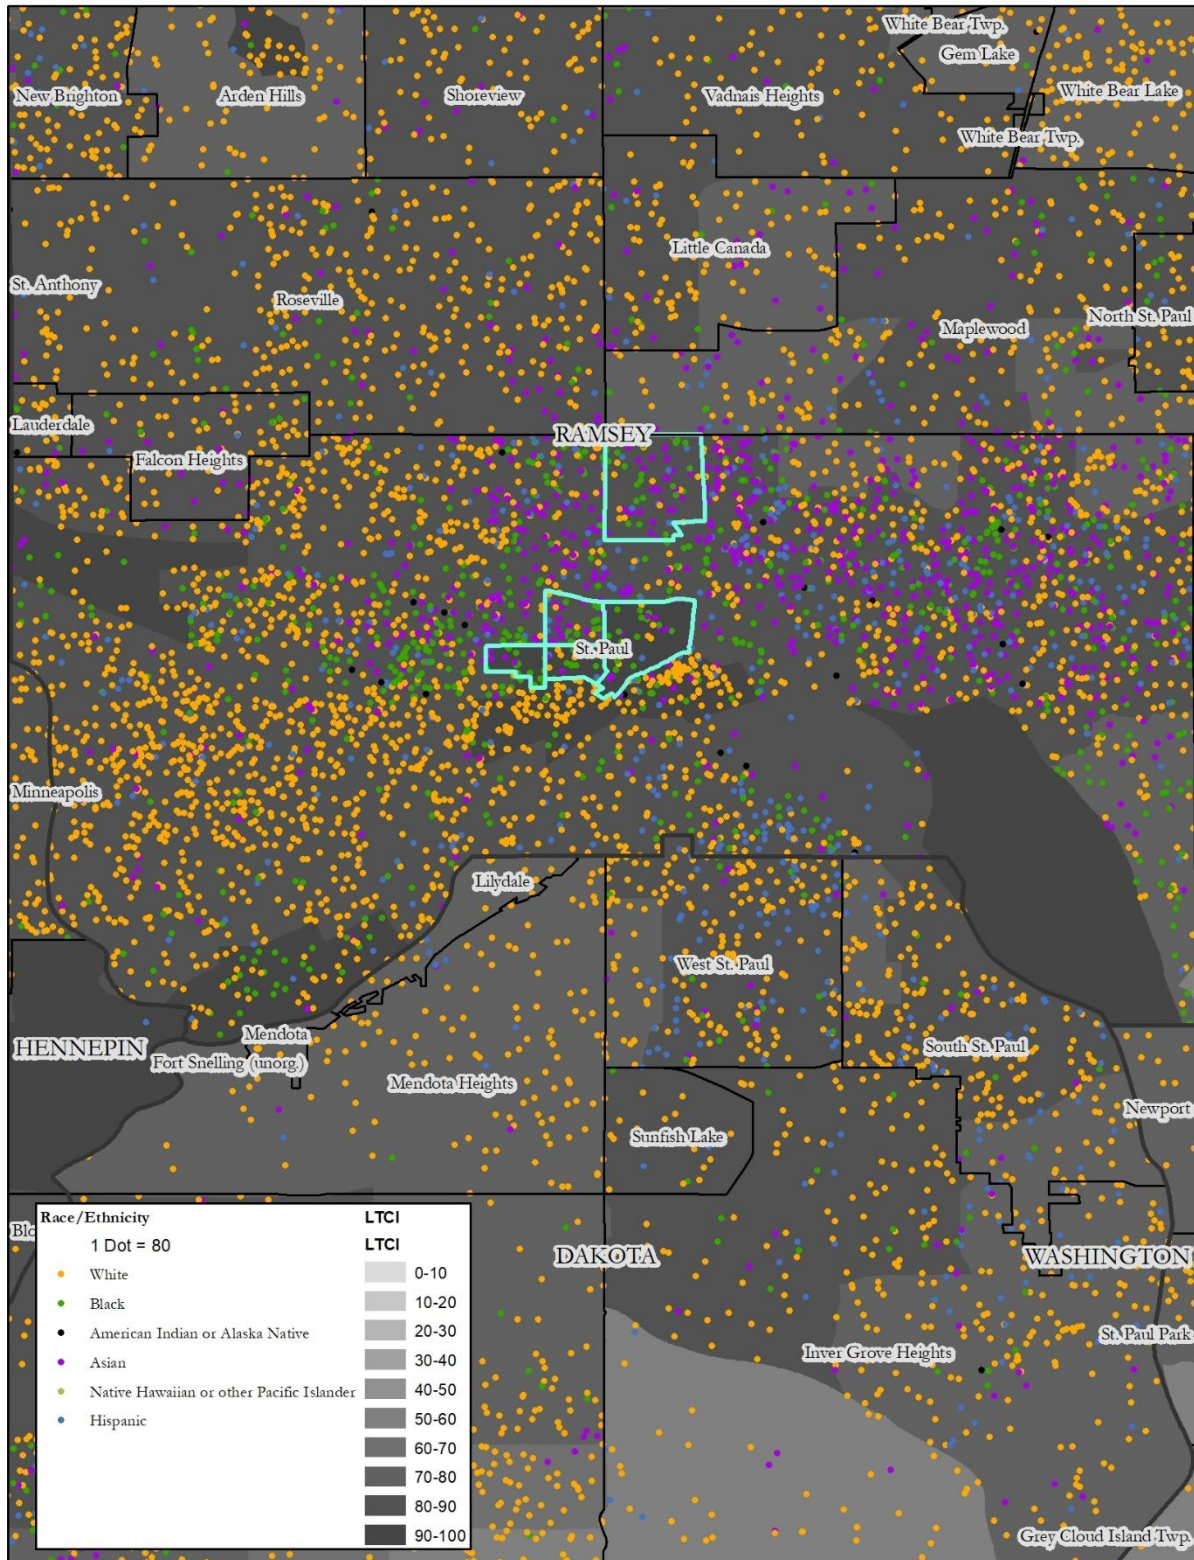 White Bear Twp.
Gem Lake
New Brighton
Arden Hills
Shoreview
Vadnais Heights
White Bear Lake
White Bear Twp.
Little Canada
St. Anthony
Roseville
Maplewood
North St. Paul
Lauderdale
RAMSEY
Falcon Heights
St. Paul
Minneapolis
Lilydale
West St. Paul
Mendota
HENNEPIN
Fort Snelling (unorg.)
South St. Paul
Mendota Heights
Newport
Sunfish Lake
Blo
DAKOTA
WASHINGTON
St. Paul Park
Inver Grove Heights
Grey Cloud Island Twp.
Race/Ethnicity
1 Dot = 80
White
Black
American Indian or Alaska Native
Asian
Native Hawaiian or other Pacific Islander
Hispanic
LTCI
LTCI
0-10
10-20
20-30
30-40
40-50
50-60
60-70
70-80
80-90
90-100